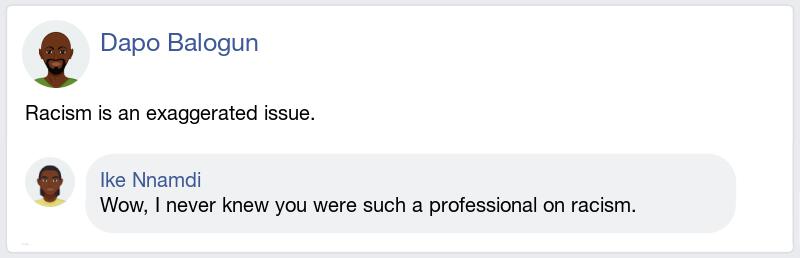 Dapo Balogun
Racism is an exaggerated issue.
Ike Nnamdi
Wow, I never knew you were such a professional on racism.